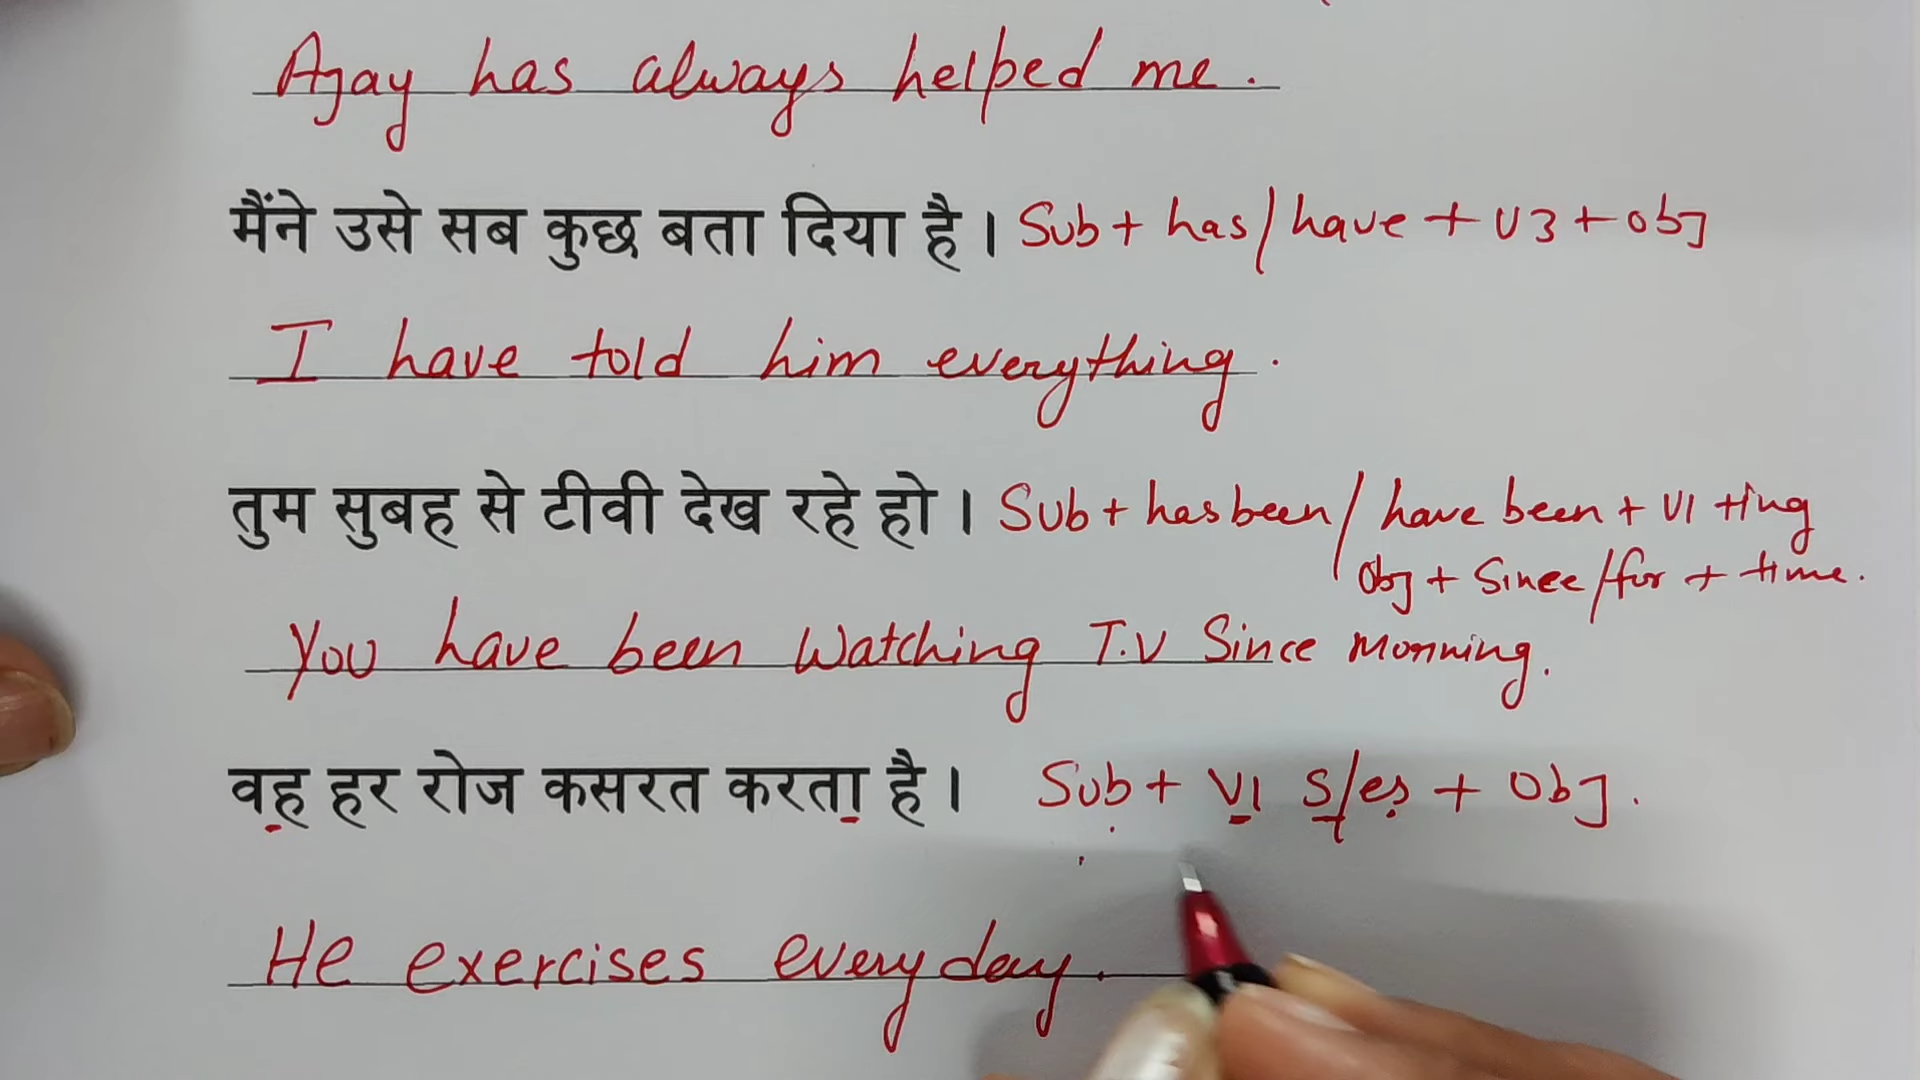 Ajay has always helped me.
मैंने उसे सब कुछ बता दिया है। Sub + has/have + V3 + obj
I have told him everything.
तुम सुबह से टीवी देख रहे हो। Sub + has been/ have been + V1 + ing
Obj + Since/for + time.
You have been Watching T.V Since Morning.
वह हर रोज कसरत करता है। Sub + V1 s/es + Obj.
He exercises every day.